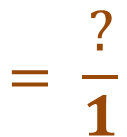 = ?
1